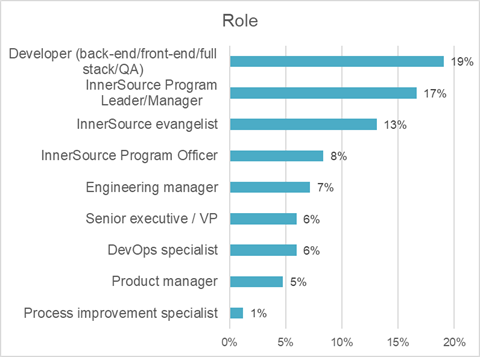 Role
Developer (back-end/front-end/full
stack/QA)
19%
InnerSource Program
Leader/Manager
17%
InnerSource evangelist
13%
InnerSource Program Officer
8%
Engineering manager
7%
Senior executive / VP
6%
DevOps specialist
6%
Product manager
5%
Process improvement specialist
1%
0% 5% 10% 15% 20%